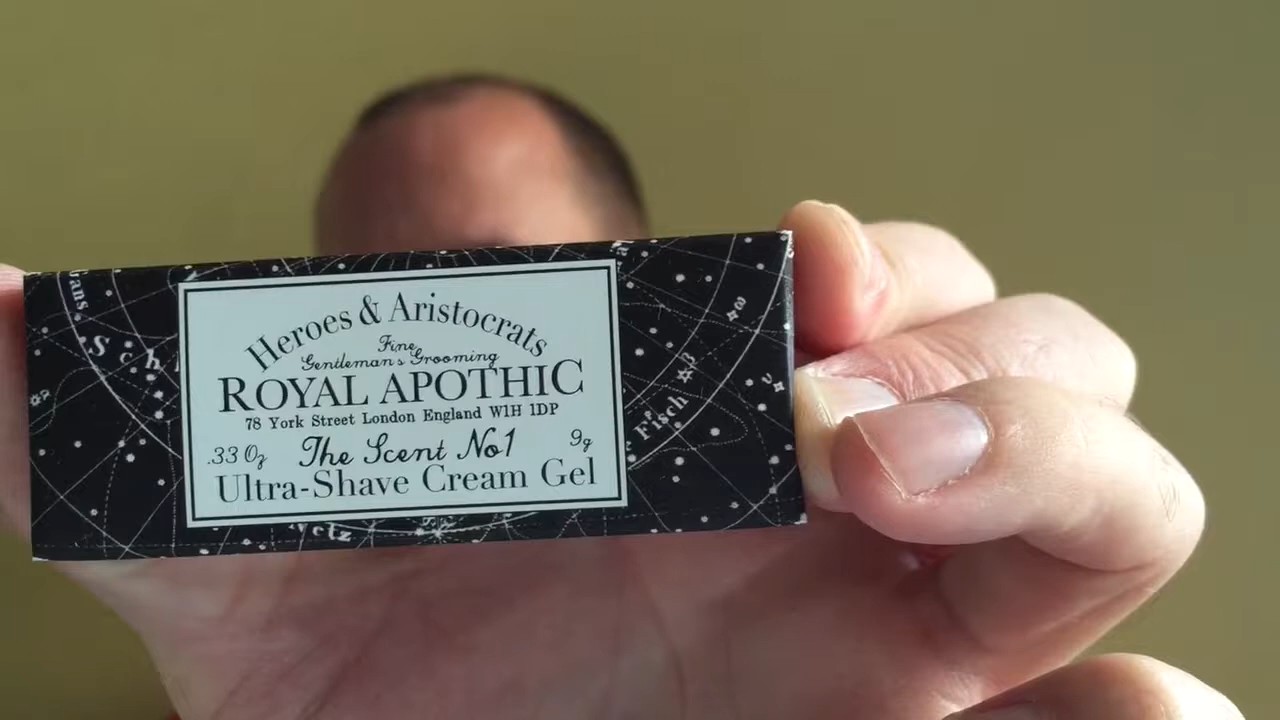 Heroes & Aristocrats
Fine
Gentleman's Grooming
ROYAL APOTHIC
78 York Street London England W1H 1DP
.33 Oz The Scent No1 9g
Ultra-Shave Cream Gel
Fisch